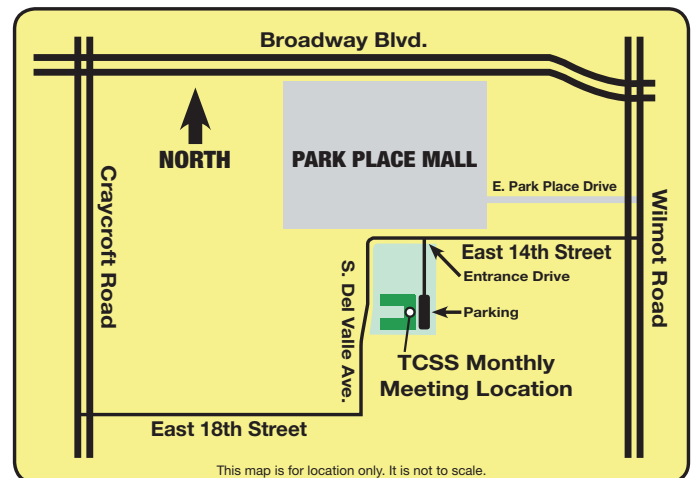 Broadway Blvd.
NORTH
PARK PLACE MALL
E. Park Place Drive
Craycroft Road
Wilmot Road
East 14th Street
Entrance Drive
S. Del Valle Ave.
Parking
TCSS Monthly
Meeting Location
East 18th Street
This map is for location only. It is not to scale.